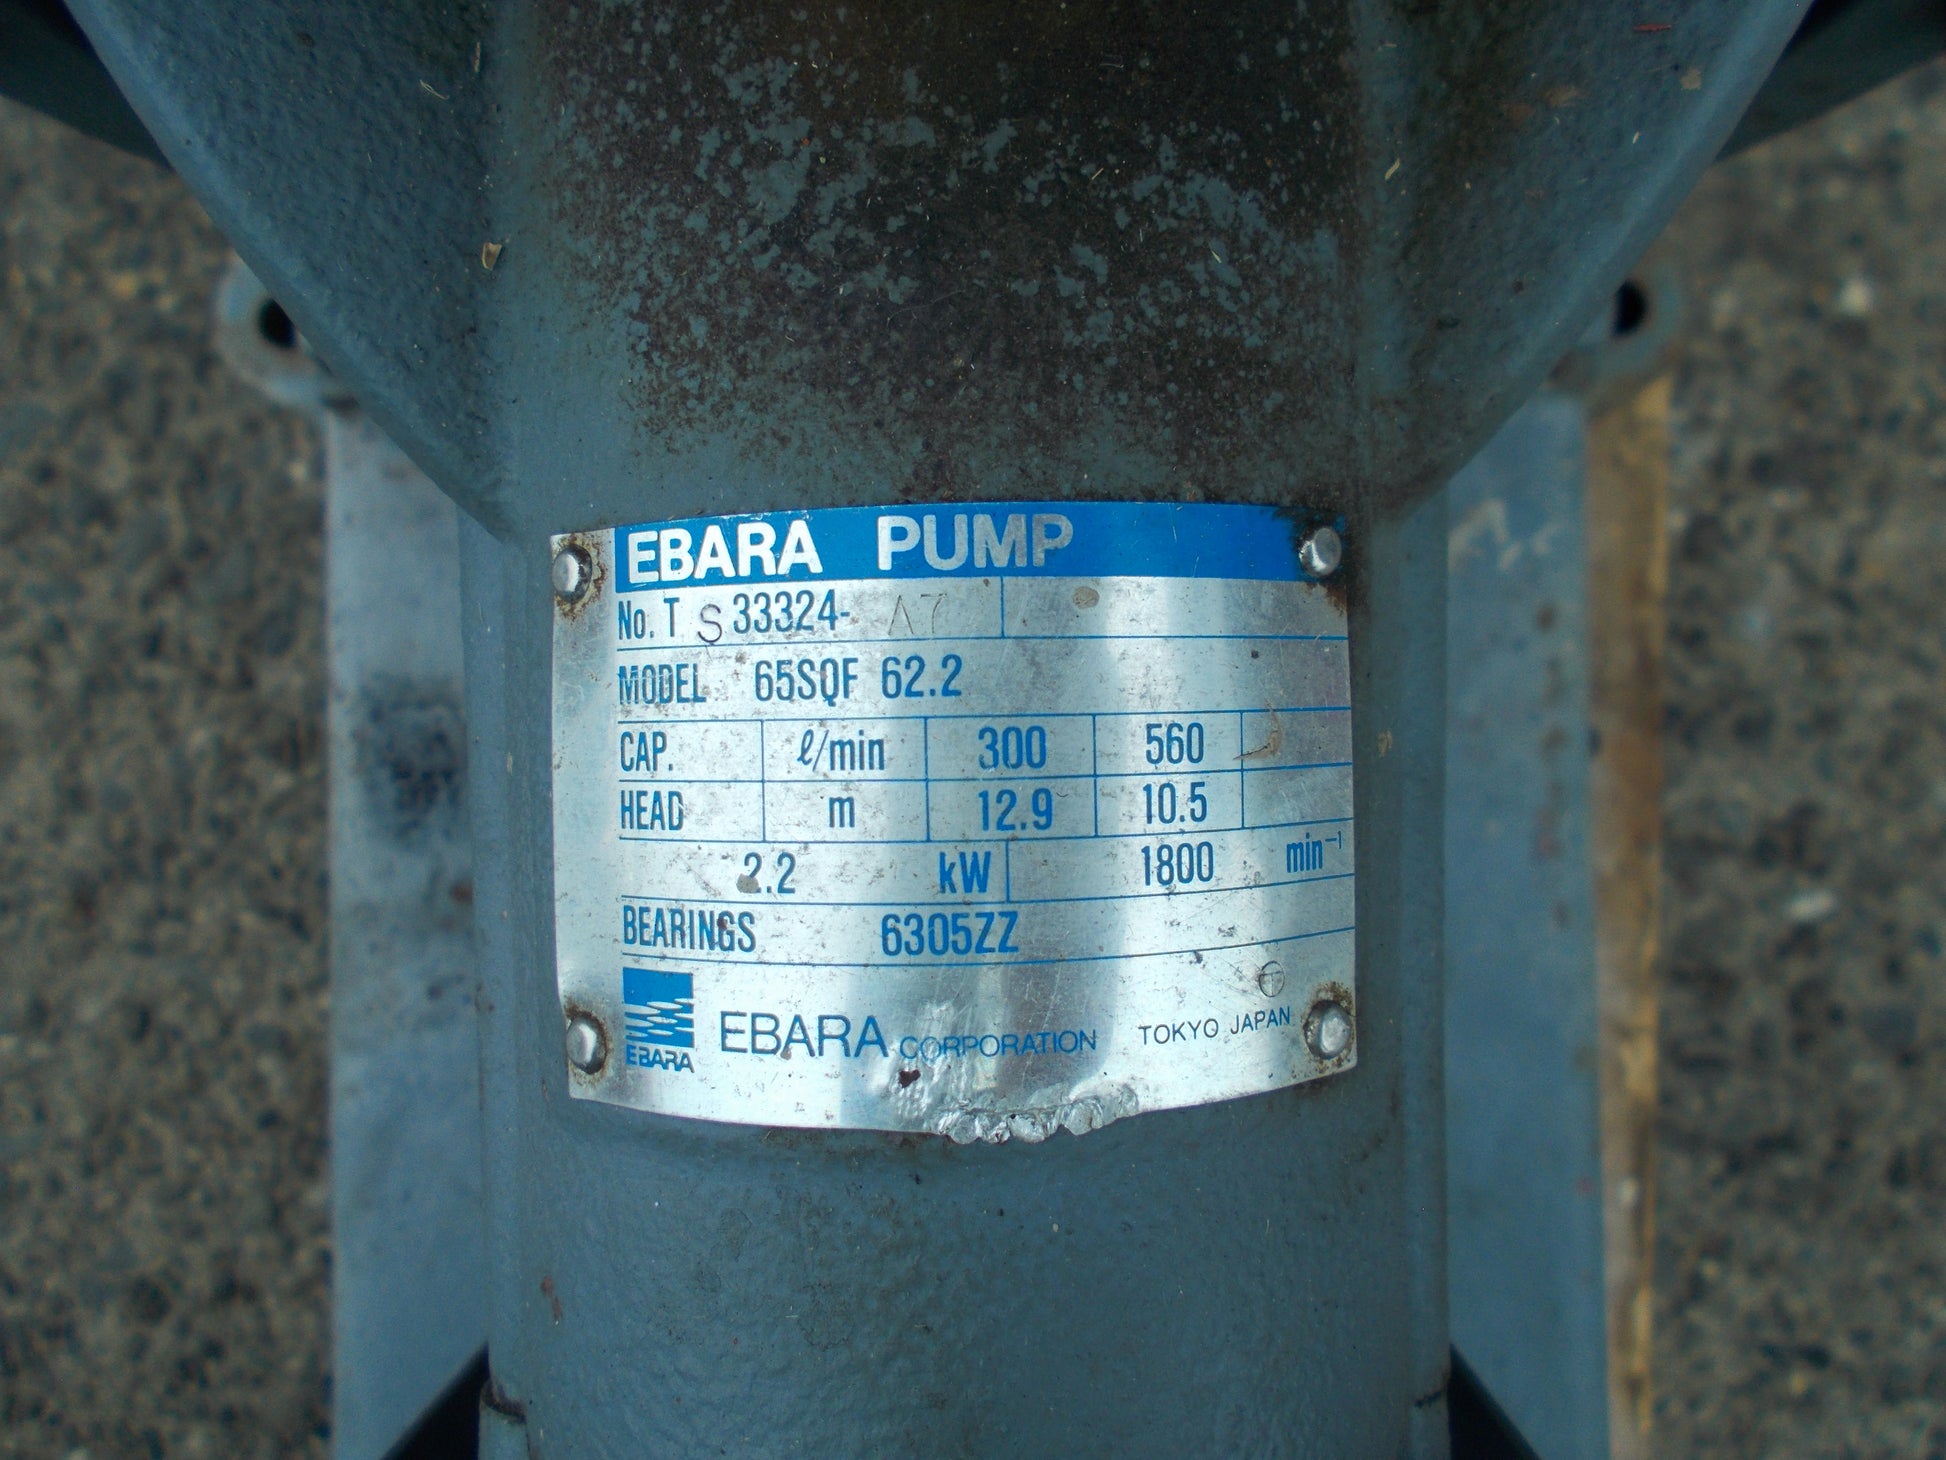 EBARA PUMP
No. T S 33324- A7
MODEL 65SQF 62.2
CAP. ℓ/min 300 560
HEAD m 12.9 10.5
2.2 kW 1800 min⁻¹
BEARINGS 6305ZZ
EBARA
EBARA CORPORATION TOKYO JAPAN